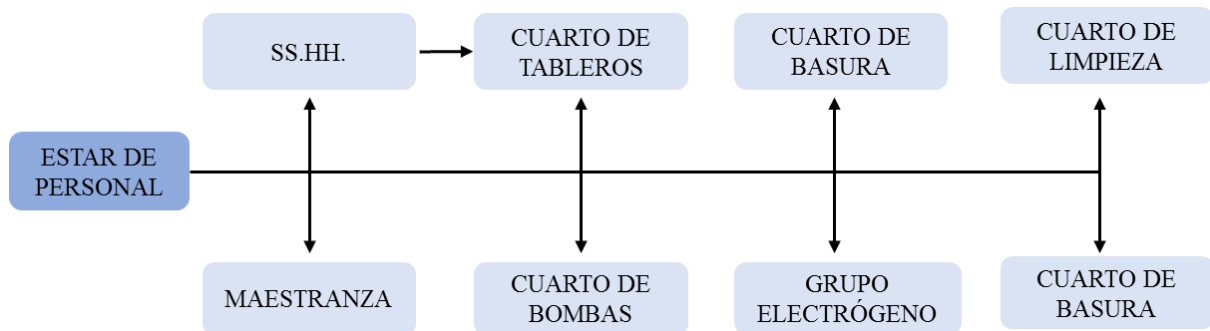 SS.HH.
CUARTO DE
TABLEROS
CUARTO DE
BASURA
CUARTO DE
LIMPIEZA
ESTAR DE
PERSONAL
MAESTRANZA
CUARTO DE
BOMBAS
GRUPO
ELECTRÓGENO
CUARTO DE
BASURA